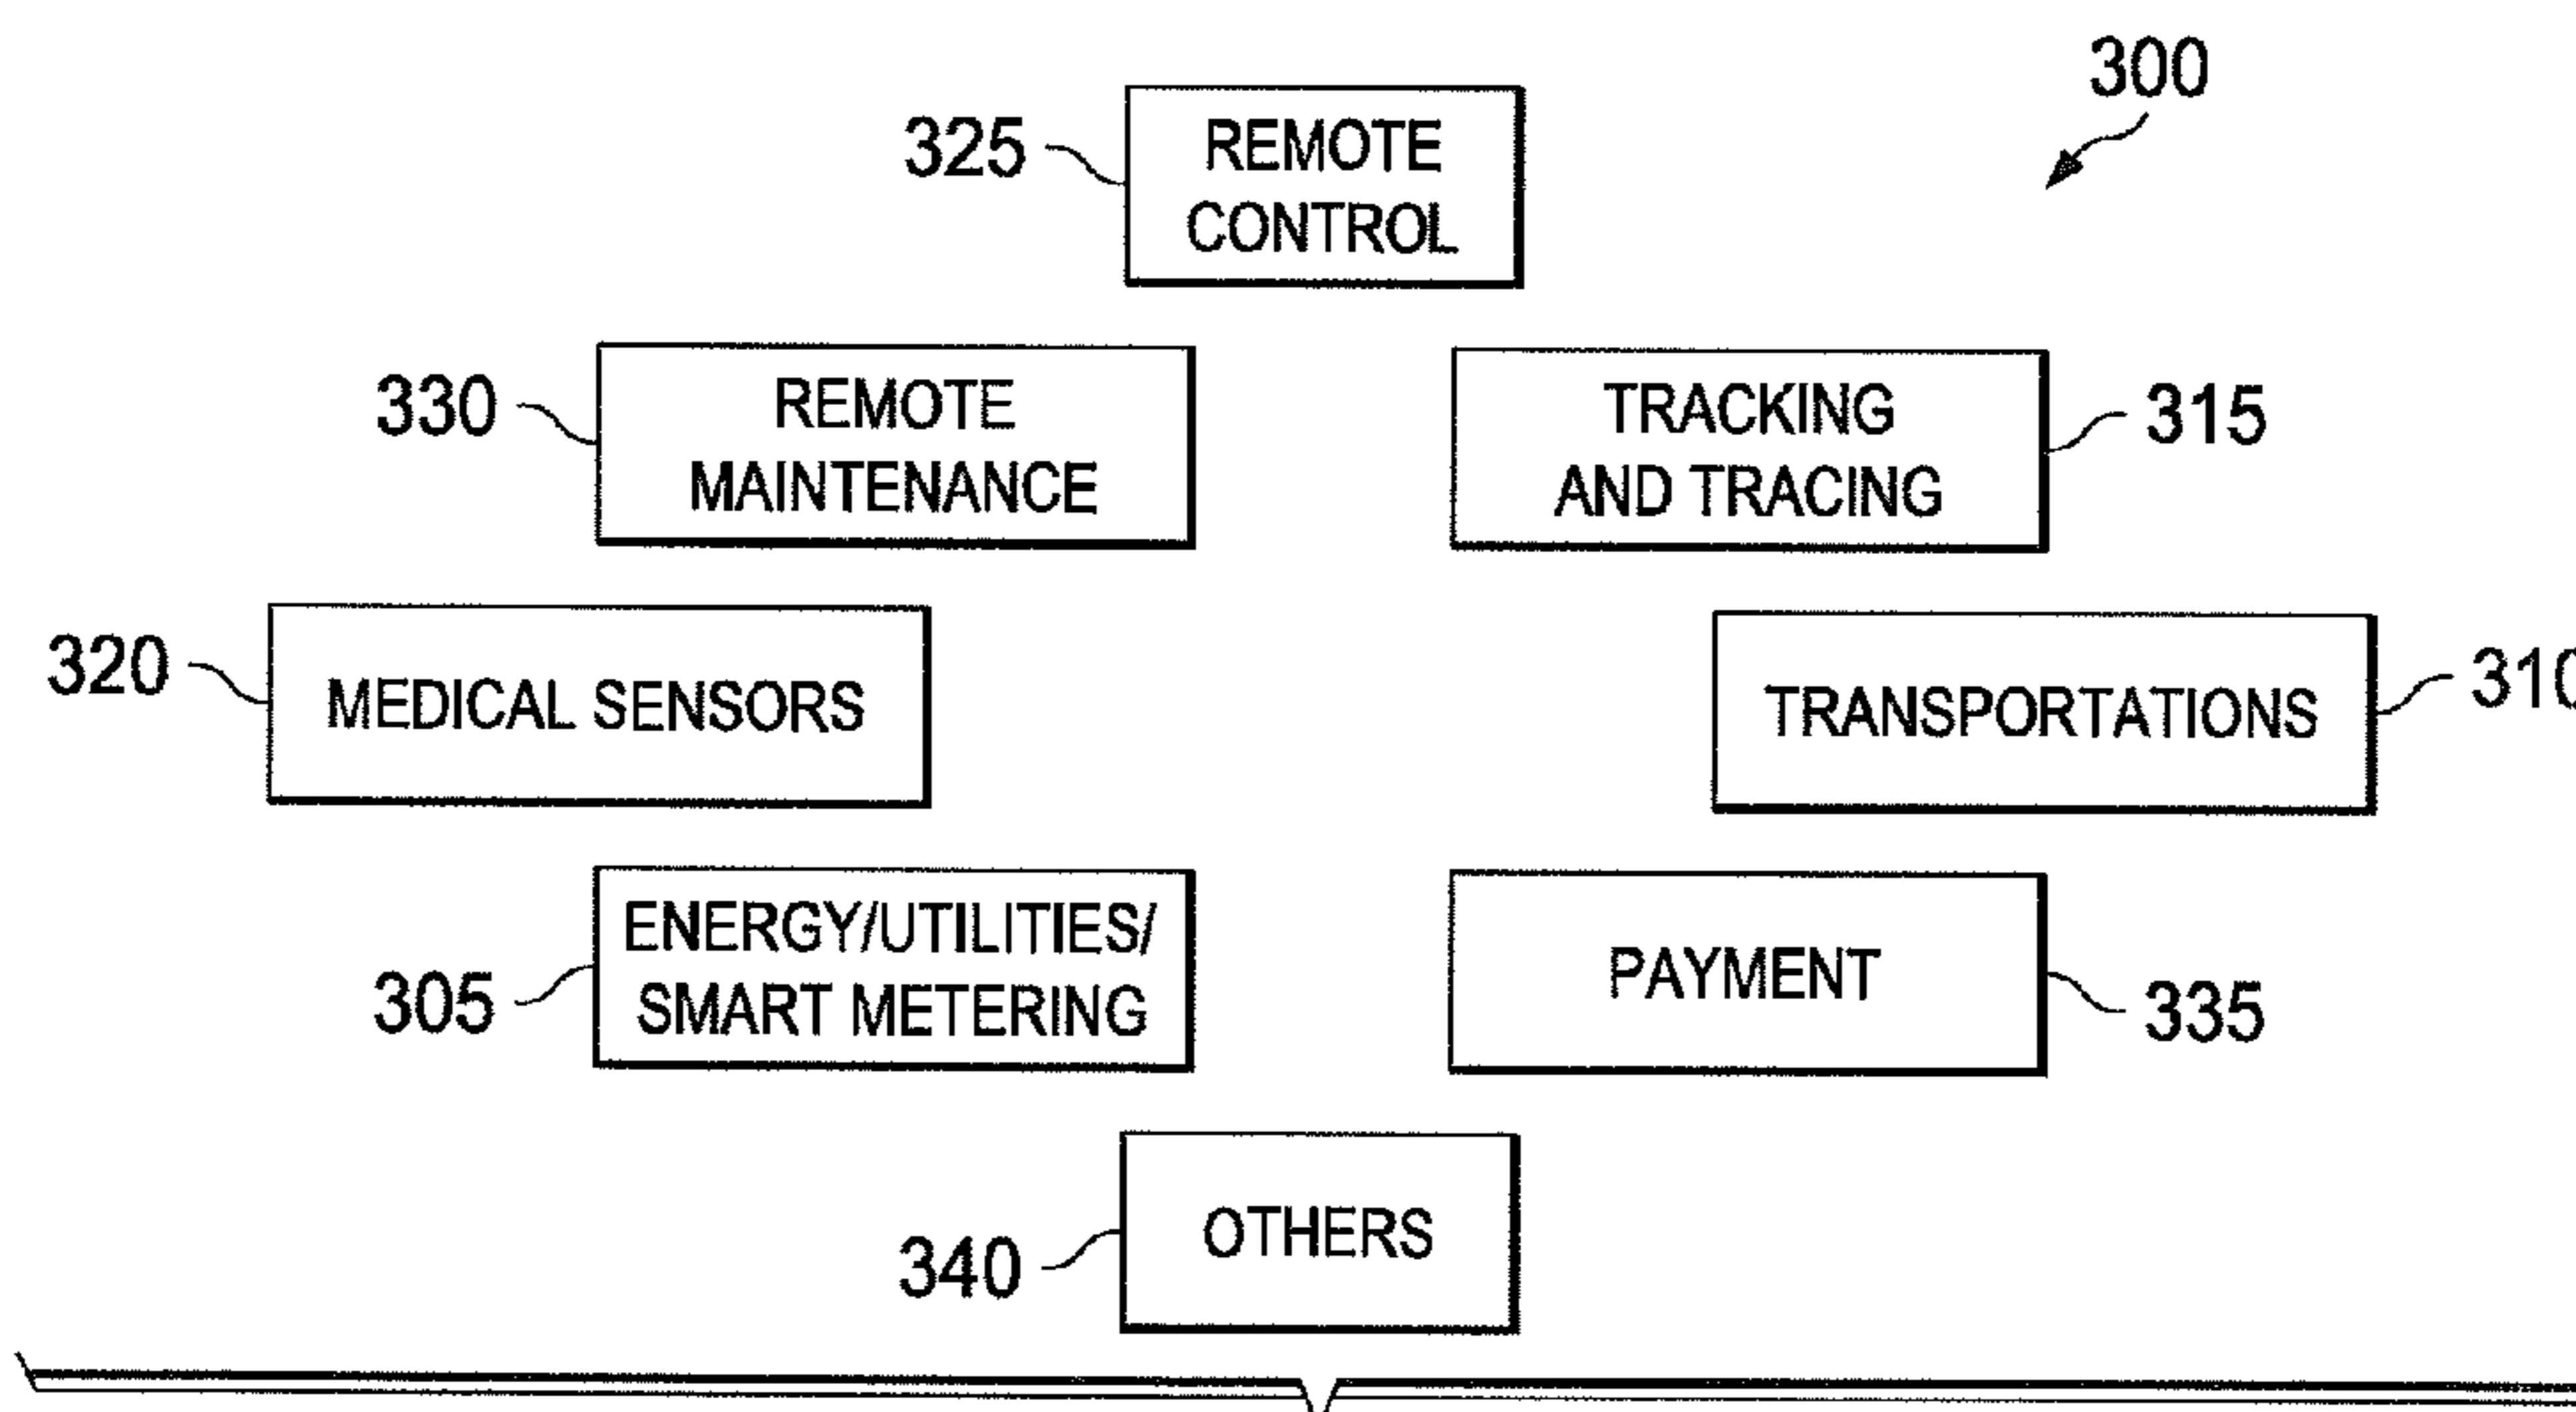 300
325
REMOTE
CONTROL
330
REMOTE
MAINTENANCE
TRACKING
AND TRACING
315
320
MEDICAL SENSORS
TRANSPORTATIONS
310
305
ENERGY/UTILITIES/
SMART METERING
PAYMENT
335
340
OTHERS